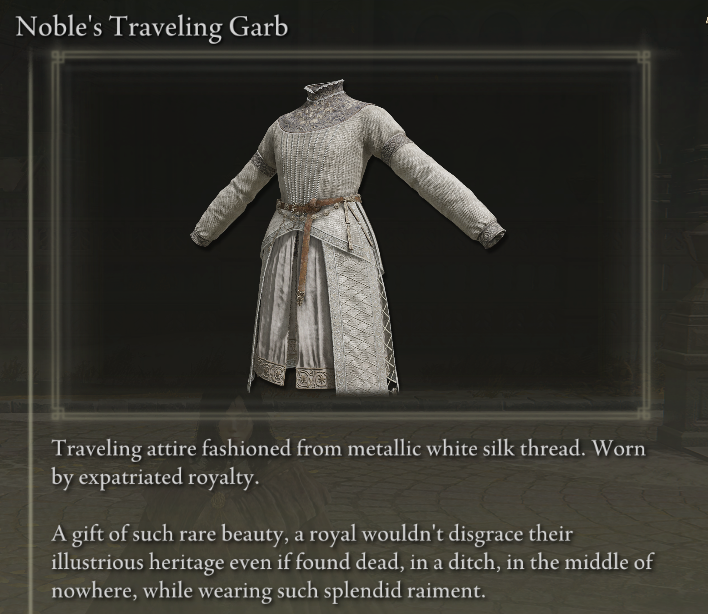 Noble's Traveling Garb
Traveling attire fashioned from metallic white silk thread. Worn
by expatriated royalty.
A gift of such rare beauty, a royal wouldn't disgrace their
illustrious heritage even if found dead, in a ditch, in the middle of
nowhere, while wearing such splendid raiment.